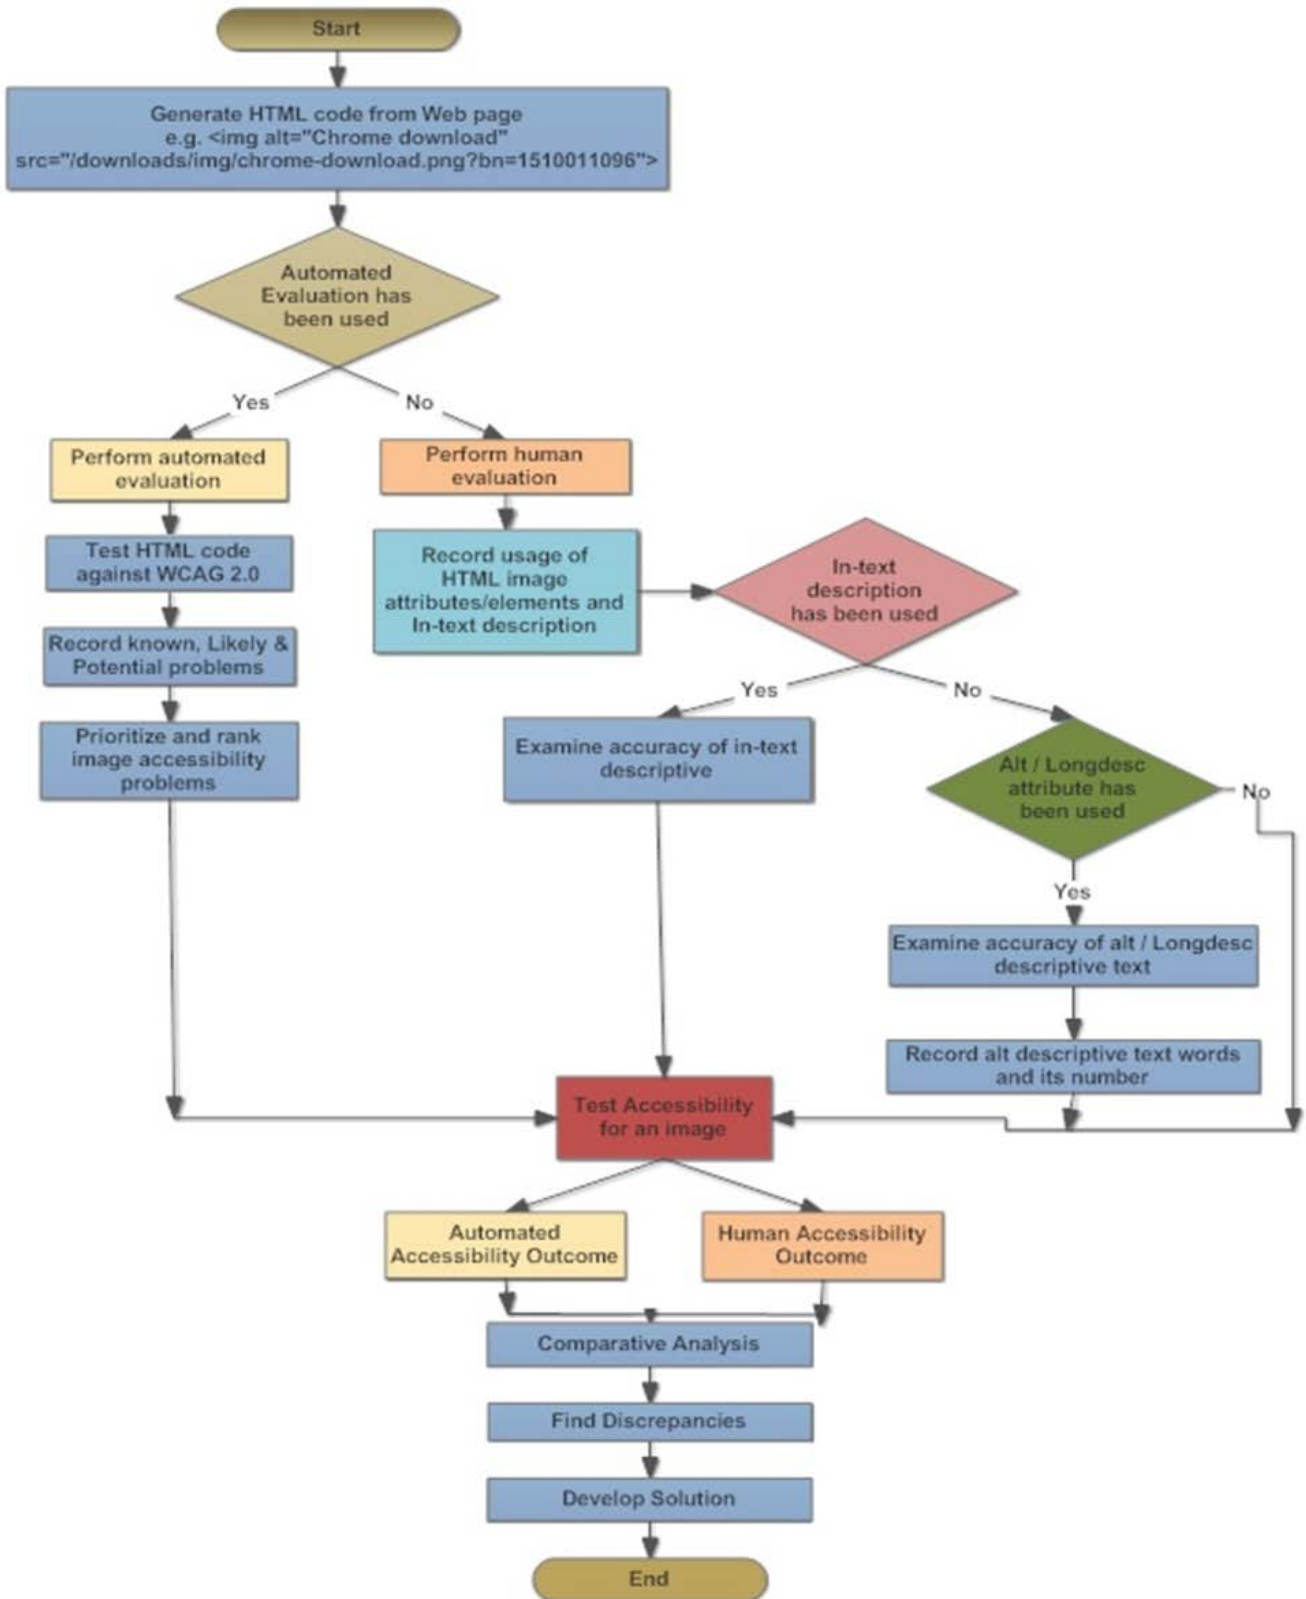 Start
Generate HTML code from Web page
e.g. <img alt="Chrome download"
src="/downloads/img/chrome-download.png?bn=1510011096">
Automated
Evaluation has
been used
Yes
No
Perform automated
evaluation
Perform human
evaluation
Test HTML code
against WCAG 2.0
Record usage of
HTML image
attributes/elements and
In-text description
In-text
description
has been used
Record known, Likely &
Potential problems
Yes
No
Prioritize and rank
image accessibility
problems
Examine accuracy of in-text
descriptive
Alt / Longdesc
attribute has
been used
No
Yes
Examine accuracy of alt / Longdesc
descriptive text
Record alt descriptive text words
and its number
Test Accessibility
for an image
Automated
Accessibility Outcome
Human Accessibility
Outcome
Comparative Analysis
Find Discrepancies
Develop Solution
End